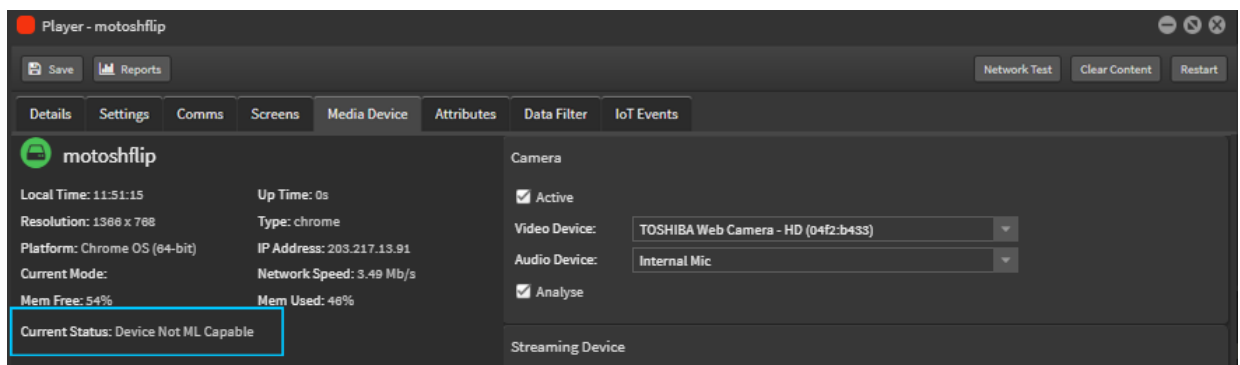 Player - motoshflip
Save Reports Network Test Clear Content Restart
Details Settings Comms Screens Media Device Attributes Data Filter IoT Events
motoshflip
Local Time: 11:51:15 Up Time: 0s
Resolution: 1366 x 768 Type: chrome
Platform: Chrome OS (64-bit) IP Address: 203.217.13.91
Current Mode: Network Speed: 3.49 Mb/s
Mem Free: 54% Mem Used: 46%
Current Status: Device Not ML Capable
Camera
Active
Video Device: TOSHIBA Web Camera - HD (04f2:b433)
Audio Device: Internal Mic
Analyse
Streaming Device